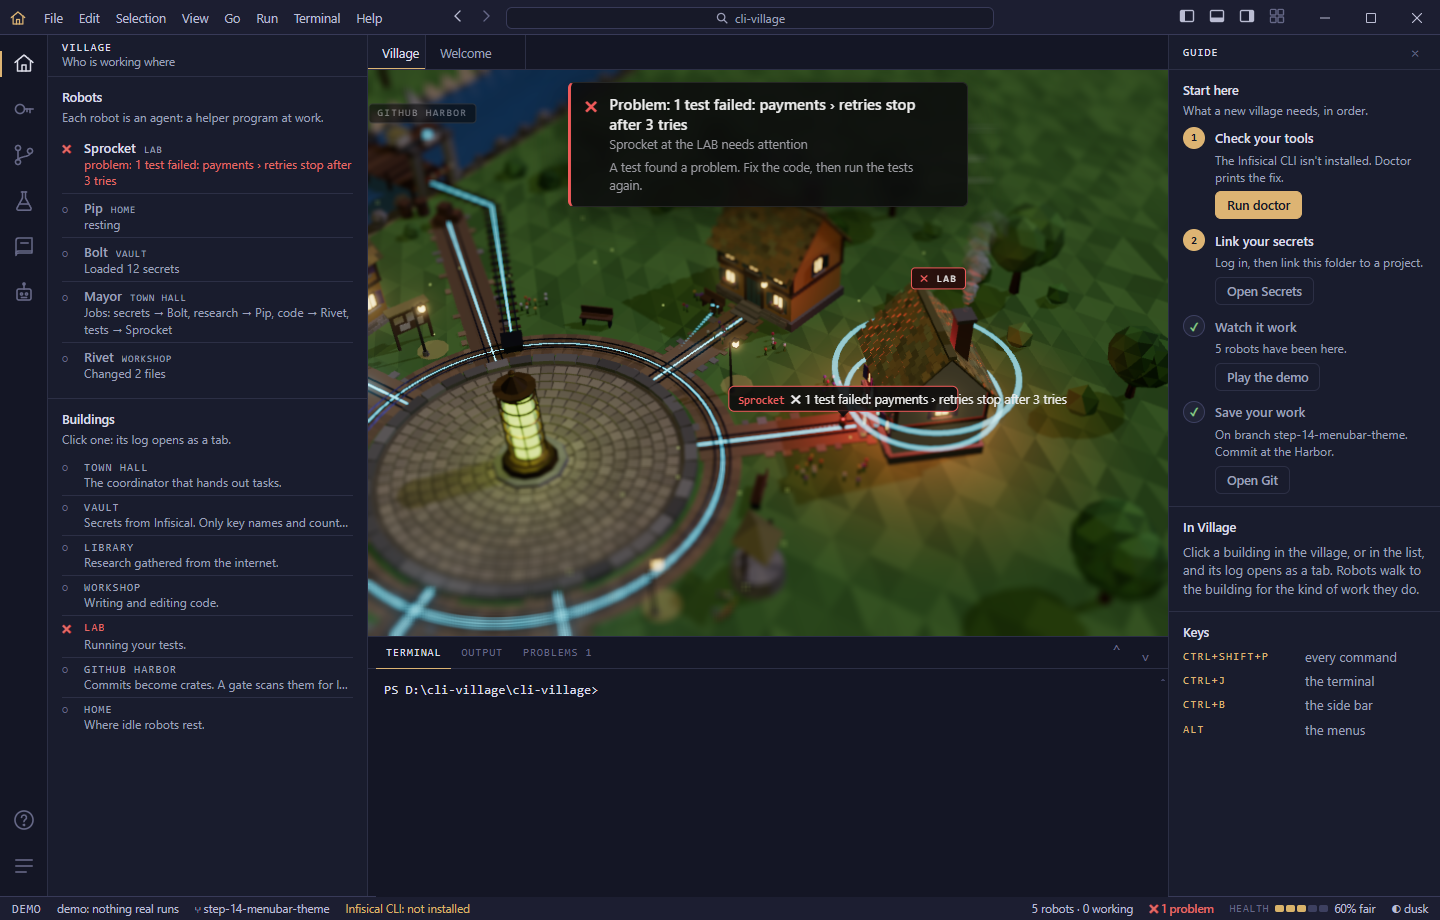 File Edit Selection View Go Run Terminal Help
cli-village
VILLAGE
Who is working where
Robots
Each robot is an agent: a helper program at work.
Sprocket LAB
problem: 1 test failed: payments › retries stop after
3 tries
Pip HOME
resting
Bolt VAULT
Loaded 12 secrets
Mayor TOWN HALL
Jobs: secrets → Bolt, research → Pip, code → Rivet,
tests → Sprocket
Rivet WORKSHOP
Changed 2 files
Buildings
Click one: its log opens as a tab.
TOWN HALL
The coordinator that hands out tasks.
VAULT
Secrets from Infisical. Only key names and count...
LIBRARY
Research gathered from the internet.
WORKSHOP
Writing and editing code.
LAB
Running your tests.
GITHUB HARBOR
Commits become crates. A gate scans them for l...
HOME
Where idle robots rest.
Village Welcome
GITHUB HARBOR
Problem: 1 test failed: payments › retries stop
after 3 tries
Sprocket at the LAB needs attention
A test found a problem. Fix the code, then run the tests
again.
× LAB
Sprocket × 1 test failed: payments › retries stop after 3 tries
TERMINAL OUTPUT PROBLEMS 1
PS D:\cli-village\cli-village>
GUIDE
Start here
What a new village needs, in order.
1 Check your tools
The Infisical CLI isn't installed. Doctor
prints the fix.
Run doctor
2 Link your secrets
Log in, then link this folder to a project.
Open Secrets
Watch it work
5 robots have been here.
Play the demo
Save your work
On branch step-14-menubar-theme.
Commit at the Harbor.
Open Git
In Village
Click a building in the village, or in the list,
and its log opens as a tab. Robots walk to
the building for the kind of work they do.
Keys
CTRL+SHIFT+P every command
CTRL+J the terminal
CTRL+B the side bar
ALT the menus
DEMO demo: nothing real runs step-14-menubar-theme Infisical CLI: not installed 5 robots · 0 working × 1 problem HEALTH 60% fair dusk